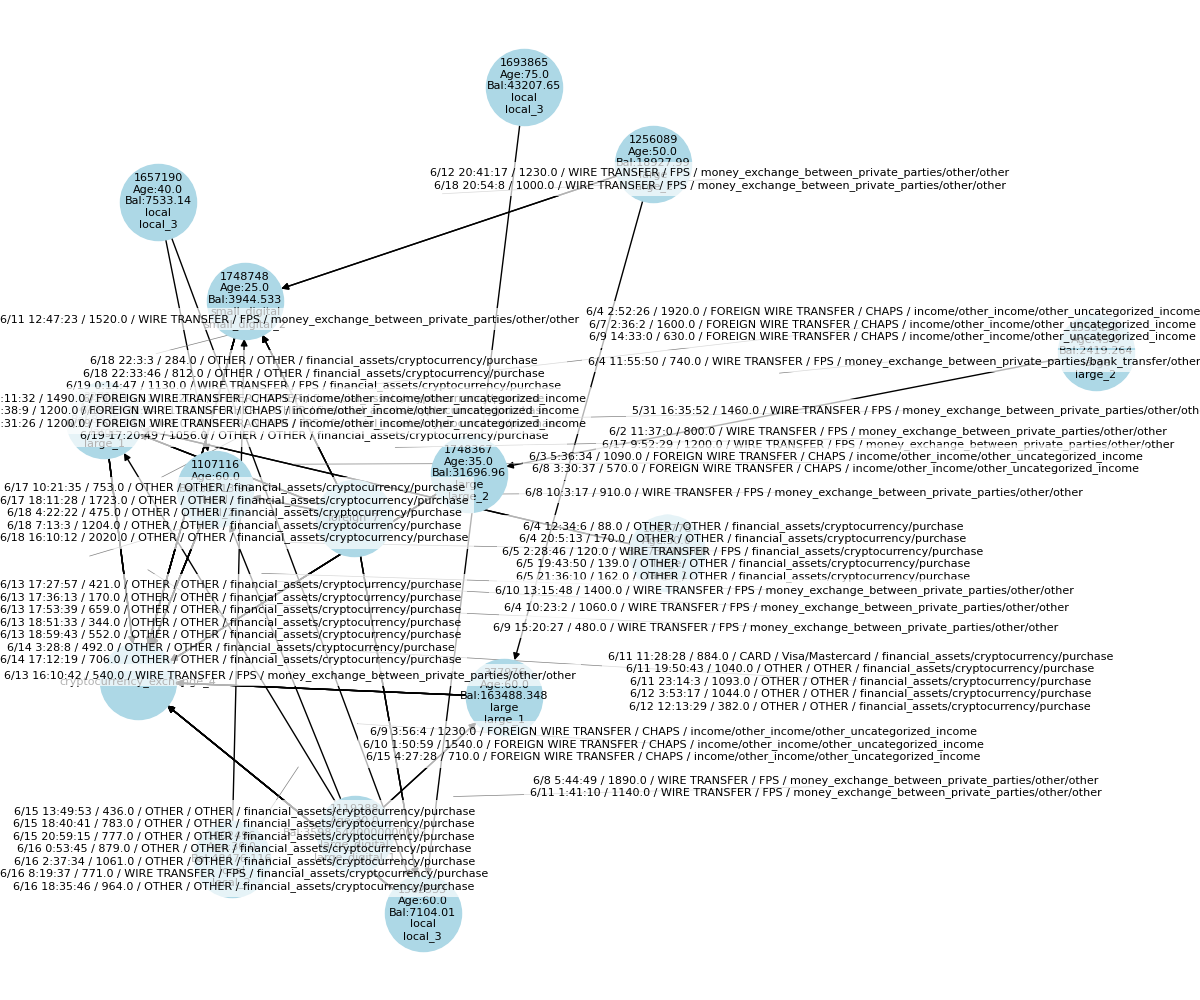 1693865
Age:75.0
Bal:43207.65
local
local_3
1256089
Age:50.0
Bal:18927.99
6/12 20:41:17 / 1230.0 / WIRE TRANSFER / FPS / money_exchange_between_private_parties/other/other
6/18 20:54:8 / 1000.0 / WIRE TRANSFER / FPS / money_exchange_between_private_parties/other/other
1657190
Age:40.0
Bal:7533.14
local
local_3
1748748
Age:25.0
Bal:3944.533
small_digital
small_digital_2
6/11 12:47:23 / 1520.0 / WIRE TRANSFER / FPS / money_exchange_between_private_parties/other/other
6/4 2:52:26 / 1920.0 / FOREIGN WIRE TRANSFER / CHAPS / income/other_income/other_uncategorized_income
6/7 2:36:2 / 1600.0 / FOREIGN WIRE TRANSFER / CHAPS / income/other_income/other_uncategorized_income
6/9 14:33:0 / 630.0 / FOREIGN WIRE TRANSFER / CHAPS / income/other_income/other_uncategorized_income
Bal:2419.264
large_2
6/4 11:55:50 / 740.0 / WIRE TRANSFER / FPS / money_exchange_between_private_parties/bank_transfer/other
6/18 22:3:3 / 284.0 / OTHER / OTHER / financial_assets/cryptocurrency/purchase
6/18 22:33:46 / 812.0 / OTHER / OTHER / financial_assets/cryptocurrency/purchase
6/19 0:14:47 / 1130.0 / WIRE TRANSFER / FPS / financial_assets/cryptocurrency/purchase
:11:32 / 1490.0 / FOREIGN WIRE TRANSFER / CHAPS / income/other_income/other_uncategorized_income
:38:9 / 1200.0 / FOREIGN WIRE TRANSFER / CHAPS / income/other_income/other_uncategorized_income
:31:26 / 1200.0 / FOREIGN WIRE TRANSFER / CHAPS / income/other_income/other_uncategorized_income
6/19 17:20:49 / 1056.0 / OTHER / OTHER / financial_assets/cryptocurrency/purchase
5/31 16:35:52 / 1460.0 / WIRE TRANSFER / FPS / money_exchange_between_private_parties/other/oth
6/2 11:37:0 / 800.0 / WIRE TRANSFER / FPS / money_exchange_between_private_parties/other/other
6/17 9:52:29 / 1200.0 / WIRE TRANSFER / FPS / money_exchange_between_private_parties/other/other
6/3 5:36:34 / 1090.0 / FOREIGN WIRE TRANSFER / CHAPS / income/other_income/other_uncategorized_income
6/8 3:30:37 / 570.0 / FOREIGN WIRE TRANSFER / CHAPS / income/other_income/other_uncategorized_income
1748367
Age:35.0
Bal:31696.96
large
large_2
1107116
Age:60.0
6/8 10:3:17 / 910.0 / WIRE TRANSFER / FPS / money_exchange_between_private_parties/other/other
6/17 10:21:35 / 753.0 / OTHER / OTHER / financial_assets/cryptocurrency/purchase
6/17 18:11:28 / 1723.0 / OTHER / OTHER / financial_assets/cryptocurrency/purchase
6/18 4:22:22 / 475.0 / OTHER / OTHER / financial_assets/cryptocurrency/purchase
6/18 7:13:3 / 1204.0 / OTHER / OTHER / financial_assets/cryptocurrency/purchase
6/18 16:10:12 / 2020.0 / OTHER / OTHER / financial_assets/cryptocurrency/purchase
6/4 12:34:6 / 88.0 / OTHER / OTHER / financial_assets/cryptocurrency/purchase
6/4 20:5:13 / 170.0 / OTHER / OTHER / financial_assets/cryptocurrency/purchase
6/5 2:28:46 / 120.0 / WIRE TRANSFER / FPS / financial_assets/cryptocurrency/purchase
6/5 19:43:50 / 139.0 / OTHER / OTHER / financial_assets/cryptocurrency/purchase
6/5 21:36:10 / 162.0 / OTHER / OTHER / financial_assets/cryptocurrency/purchase
6/10 13:15:48 / 1400.0 / WIRE TRANSFER / FPS / money_exchange_between_private_parties/other/other
6/4 10:23:2 / 1060.0 / WIRE TRANSFER / FPS / money_exchange_between_private_parties/other/other
6/9 15:20:27 / 480.0 / WIRE TRANSFER / FPS / money_exchange_between_private_parties/other/other
6/13 17:27:57 / 421.0 / OTHER / OTHER / financial_assets/cryptocurrency/purchase
6/13 17:36:13 / 170.0 / OTHER / OTHER / financial_assets/cryptocurrency/purchase
6/13 17:53:39 / 659.0 / OTHER / OTHER / financial_assets/cryptocurrency/purchase
6/13 18:51:33 / 344.0 / OTHER / OTHER / financial_assets/cryptocurrency/purchase
6/13 18:59:43 / 552.0 / OTHER / OTHER / financial_assets/cryptocurrency/purchase
6/14 3:28:8 / 492.0 / OTHER / OTHER / financial_assets/cryptocurrency/purchase
6/14 17:12:19 / 706.0 / OTHER / OTHER / financial_assets/cryptocurrency/purchase
6/13 16:10:42 / 540.0 / WIRE TRANSFER / FPS / money_exchange_between_private_parties/other/other
6/11 11:28:28 / 884.0 / CARD / Visa/Mastercard / financial_assets/cryptocurrency/purchase
6/11 19:50:43 / 1040.0 / OTHER / OTHER / financial_assets/cryptocurrency/purchase
6/11 23:14:3 / 1093.0 / OTHER / OTHER / financial_assets/cryptocurrency/purchase
6/12 3:53:17 / 1044.0 / OTHER / OTHER / financial_assets/cryptocurrency/purchase
6/12 12:13:29 / 382.0 / OTHER / OTHER / financial_assets/cryptocurrency/purchase
Age:60.0
Bal:163488.348
large
large_1
6/9 3:56:4 / 1230.0 / FOREIGN WIRE TRANSFER / CHAPS / income/other_income/other_uncategorized_income
6/10 1:50:59 / 1540.0 / FOREIGN WIRE TRANSFER / CHAPS / income/other_income/other_uncategorized_income
6/15 4:27:28 / 710.0 / FOREIGN WIRE TRANSFER / CHAPS / income/other_income/other_uncategorized_income
6/8 5:44:49 / 1890.0 / WIRE TRANSFER / FPS / money_exchange_between_private_parties/other/other
6/11 1:41:10 / 1140.0 / WIRE TRANSFER / FPS / money_exchange_between_private_parties/other/other
6/15 13:49:53 / 436.0 / OTHER / OTHER / financial_assets/cryptocurrency/purchase
6/15 18:40:41 / 783.0 / OTHER / OTHER / financial_assets/cryptocurrency/purchase
6/15 20:59:15 / 777.0 / OTHER / OTHER / financial_assets/cryptocurrency/purchase
6/16 0:53:45 / 879.0 / OTHER / OTHER / financial_assets/cryptocurrency/purchase
6/16 2:37:34 / 1061.0 / OTHER / OTHER / financial_assets/cryptocurrency/purchase
6/16 8:19:37 / 771.0 / WIRE TRANSFER / FPS / financial_assets/cryptocurrency/purchase
6/16 18:35:46 / 964.0 / OTHER / OTHER / financial_assets/cryptocurrency/purchase
Age:60.0
Bal:7104.01
local
local_3